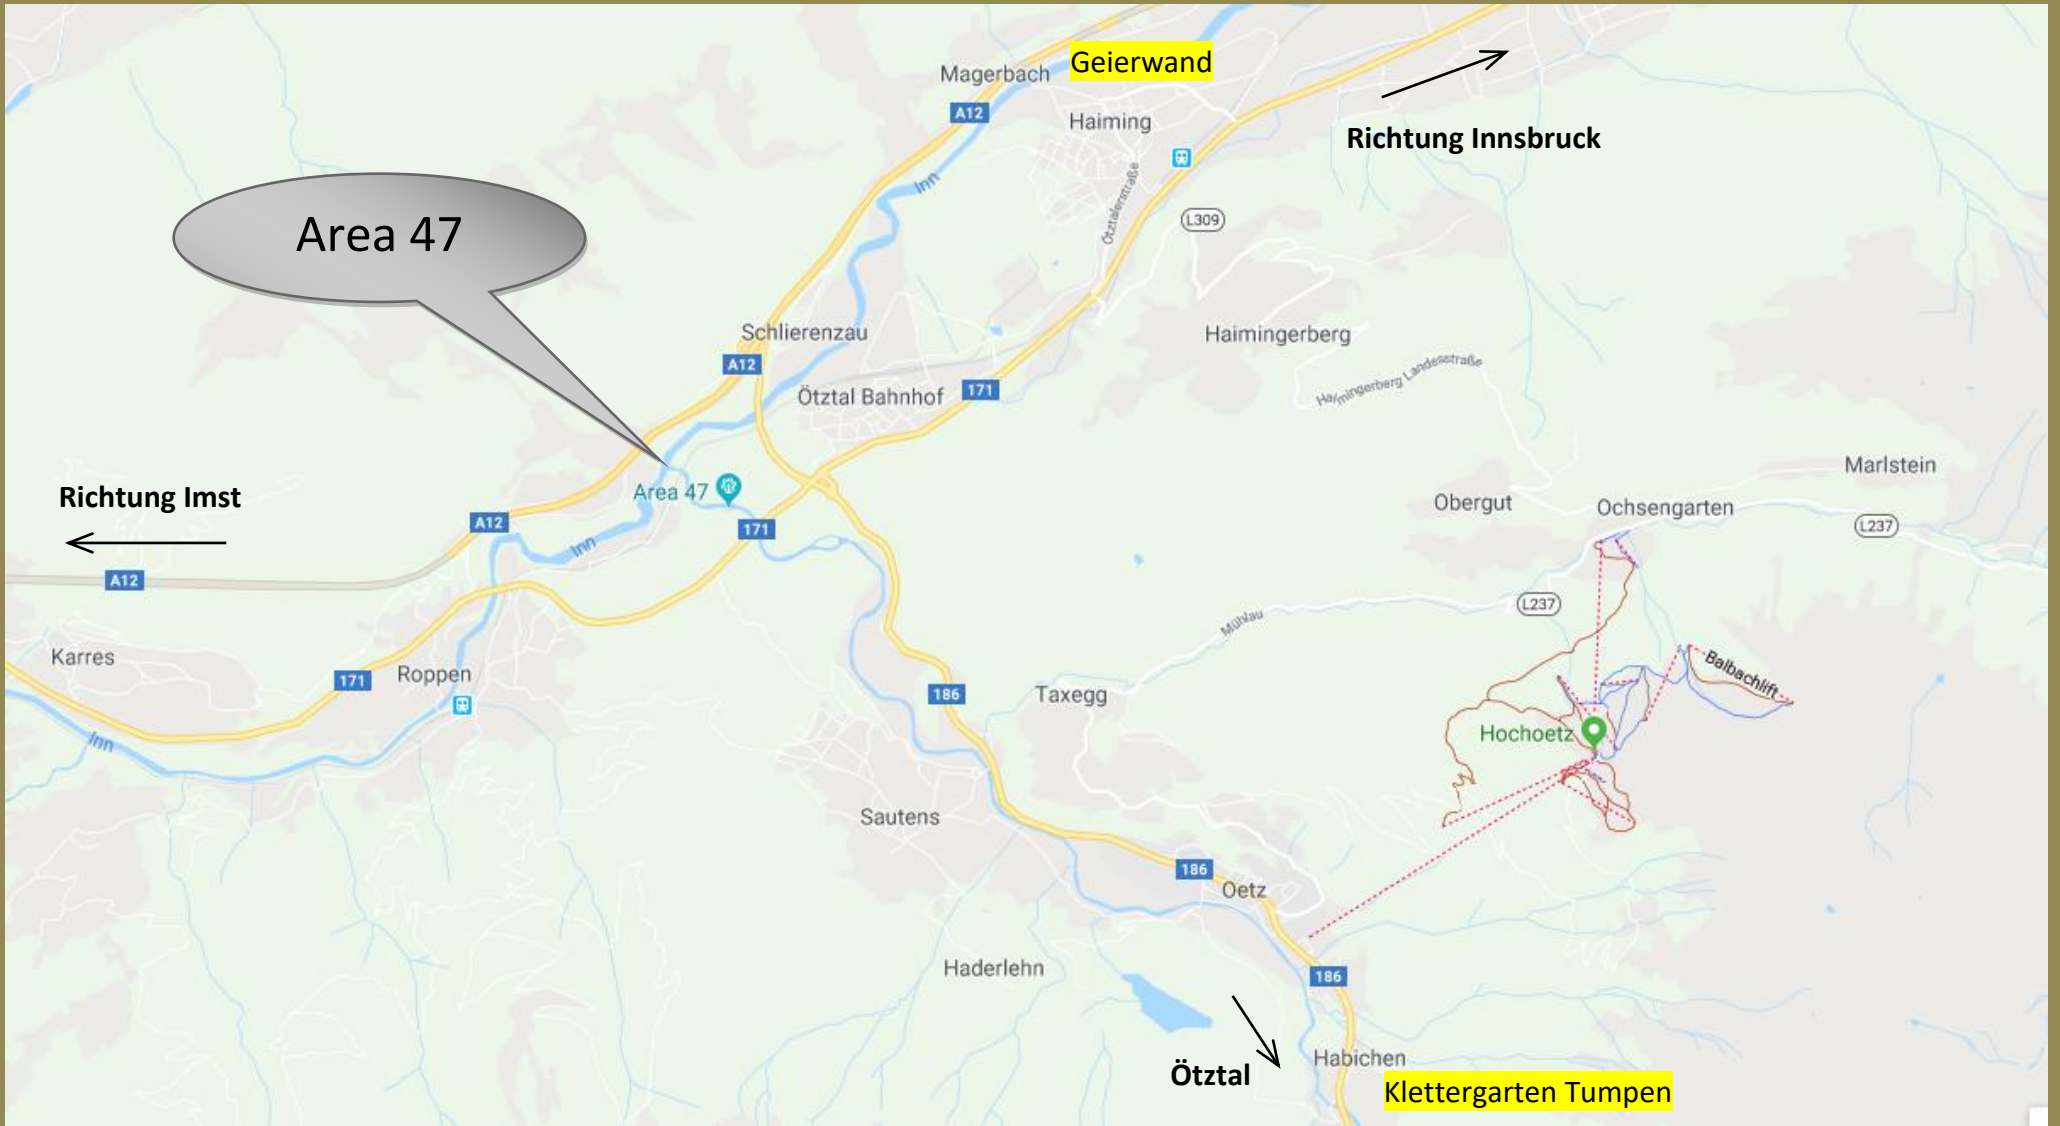 Geierwand
Magerbach
A12
Haiming
Richtung Innsbruck
Inn
Ötztalerstraße
L309
Area 47
Schlierenzau
A12
Haimingerberg
Ötztal Bahnhof
171
Haimingerberg Landesstraße
Marlstein
Area 47
Richtung Imst
Obergut
Ochsengarten
A12
171
L237
Inn
A12
L237
Mühlau
Karres
Roppen
171
186
Taxegg
Balbachlift
Hochoetz
Inn
Sautens
186
Oetz
Haderlehn
186
Habichen
Ötztal
Klettergarten Tumpen